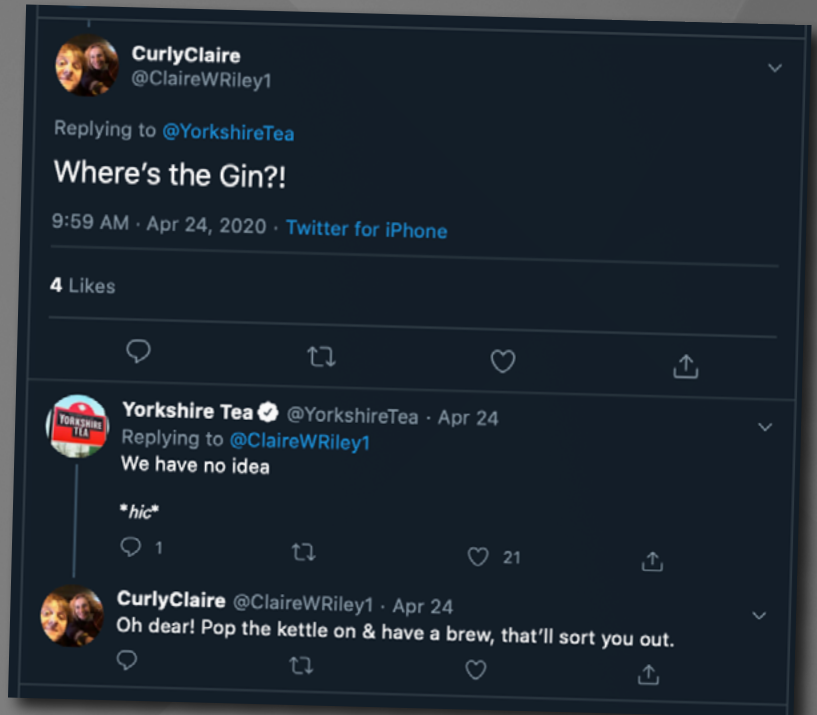 CurlyClaire
@ClaireWRiley1
Replying to @YorkshireTea
Where's the Gin?!
9:59 AM · Apr 24, 2020 · Twitter for iPhone
4 Likes
Yorkshire Tea @YorkshireTea · Apr 24
YORKSHIRE
TEA
Replying to @ClaireWRiley1
We have no idea
*hic*
1 21
CurlyClaire @ClaireWRiley1 · Apr 24
Oh dear! Pop the kettle on & have a brew, that'll sort you out.